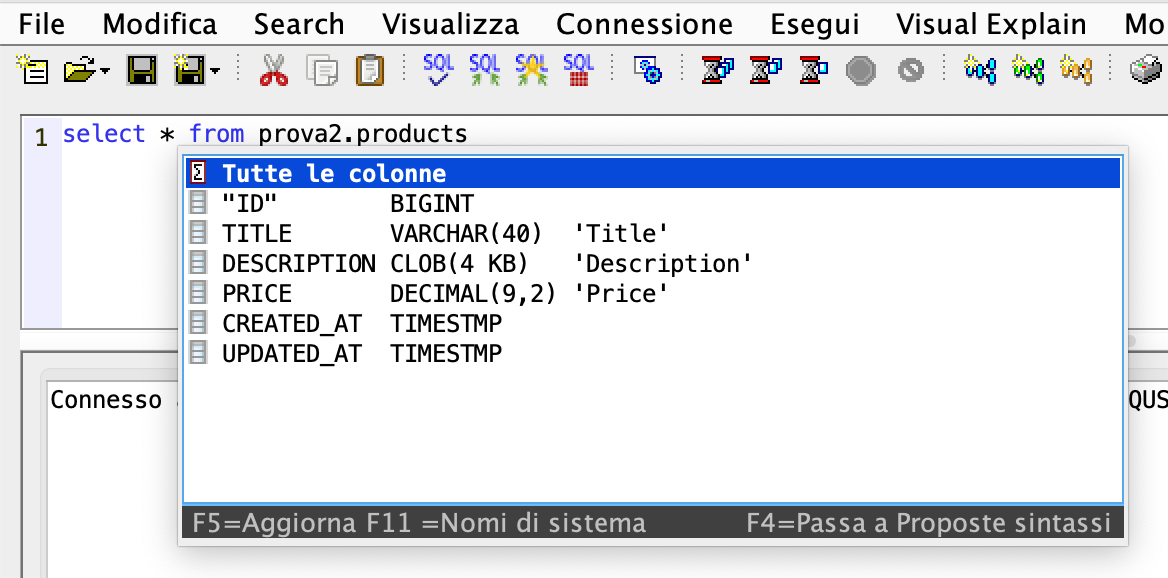 File Modifica Search Visualizza Connessione Esegui Visual Explain Mo
SQL SQL SQL SQL
1 select * from prova2.products
Σ Tutte le colonne
"ID" BIGINT
TITLE VARCHAR(40) 'Title'
DESCRIPTION CLOB(4 KB) 'Description'
PRICE DECIMAL(9,2) 'Price'
CREATED_AT TIMESTMP
UPDATED_AT TIMESTMP
Connesso QUS
F5=Aggiorna F11 =Nomi di sistema F4=Passa a Proposte sintassi